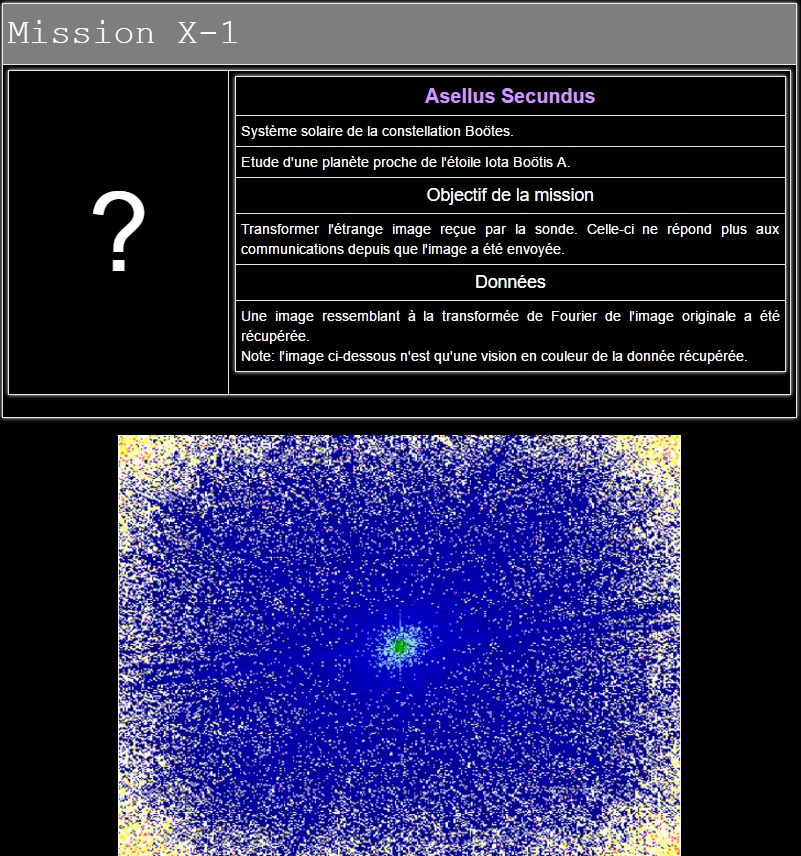 Mission X-1
?
Asellus Secundus
Système solaire de la constellation Boötes.
Etude d'une planète proche de l'étoile Iota Boötis A.
Objectif de la mission
Transformer l'étrange image reçue par la sonde. Celle-ci ne répond plus aux
communications depuis que l'image a été envoyée.
Données
Une image ressemblant à la transformée de Fourier de l'image originale a été
récupérée.
Note: l'image ci-dessous n'est qu'une vision en couleur de la donnée récupérée.